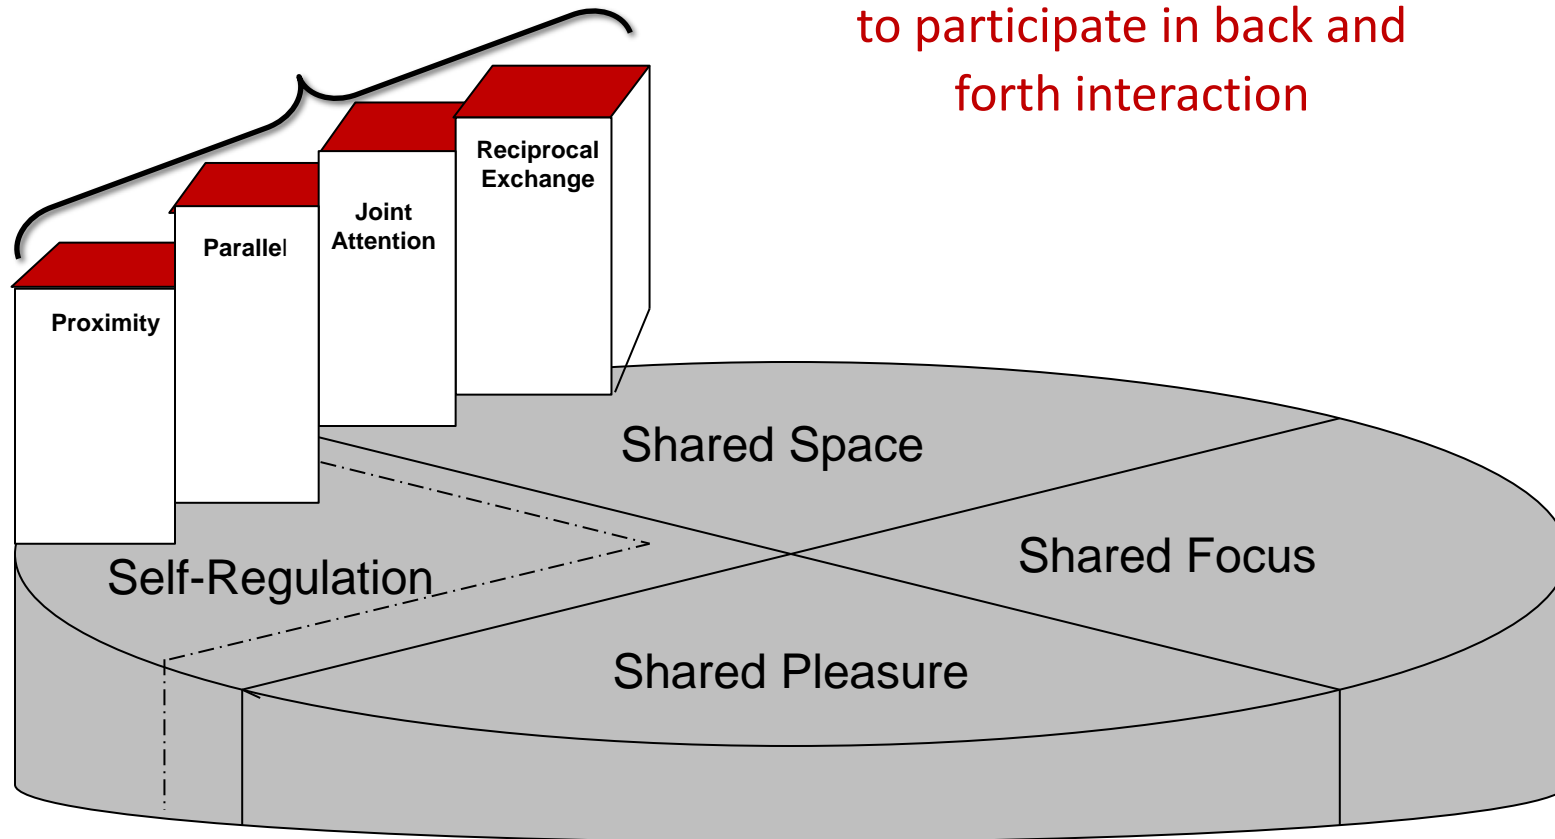 to participate in back and
forth interaction
Reciprocal
Exchange
Joint
Attention
Parallel
Proximity
Shared Space
Shared Focus
Self-Regulation
Shared Pleasure